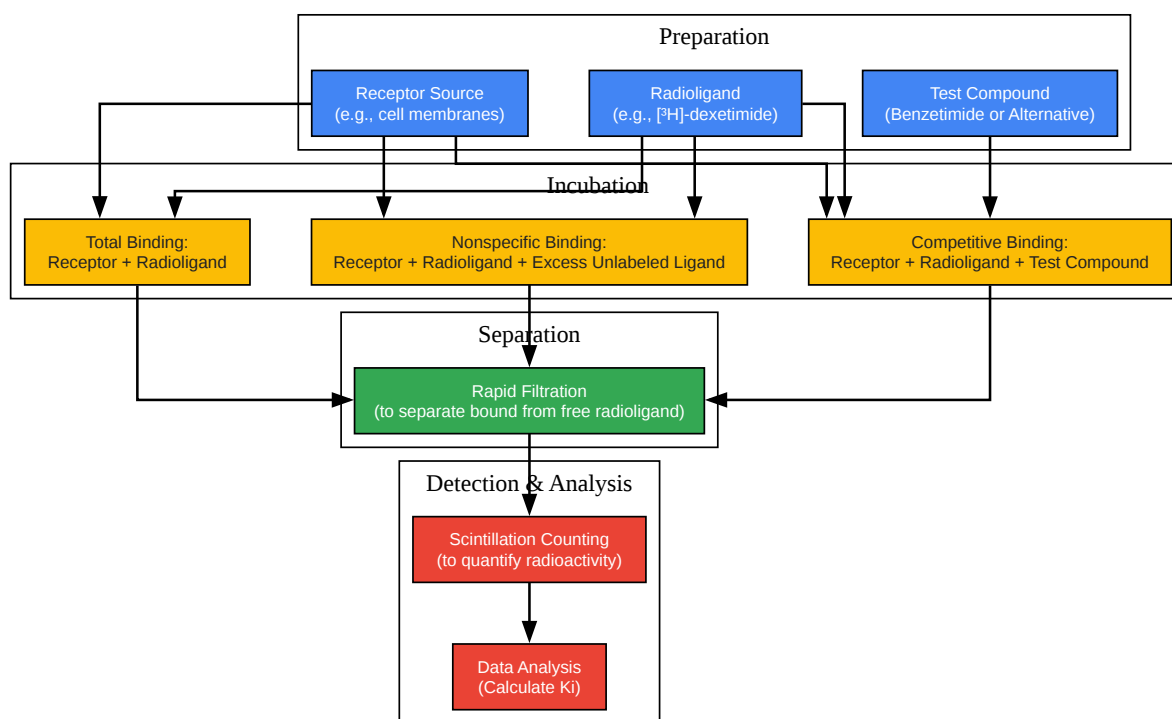 Preparation
Receptor Source
(e.g., cell membranes)
Radioligand
(e.g., [³H]-dexetimide)
Test Compound
(Benzetimide or Alternative)
Incubation
Total Binding:
Receptor + Radioligand
Nonspecific Binding:
Receptor + Radioligand + Excess Unlabeled Ligand
Competitive Binding:
Receptor + Radioligand + Test Compound
Separation
Rapid Filtration
(to separate bound from free radioligand)
Detection & Analysis
Scintillation Counting
(to quantify radioactivity)
Data Analysis
(Calculate Ki)